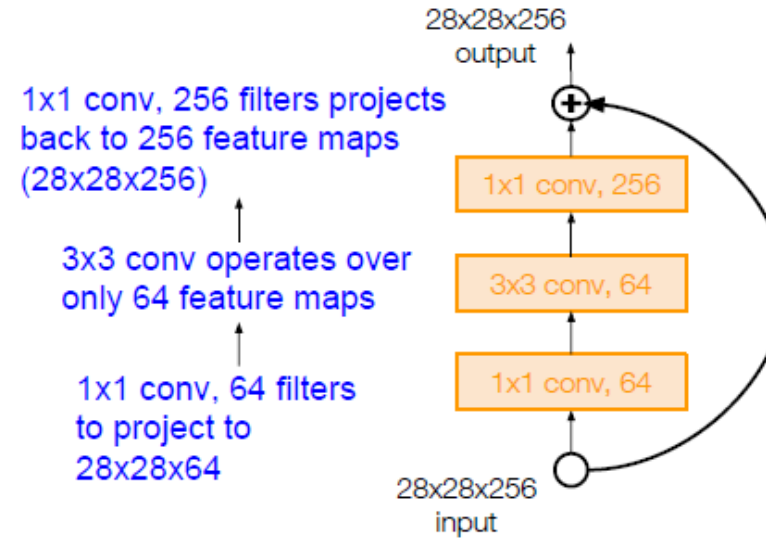 28x28x256
output
1x1 conv, 256 filters projects
back to 256 feature maps
(28x28x256)
+
1x1 conv, 256
3x3 conv operates over
only 64 feature maps
3x3 conv, 64
1x1 conv, 64 filters
to project to
28x28x64
1x1 conv, 64
28x28x256
input